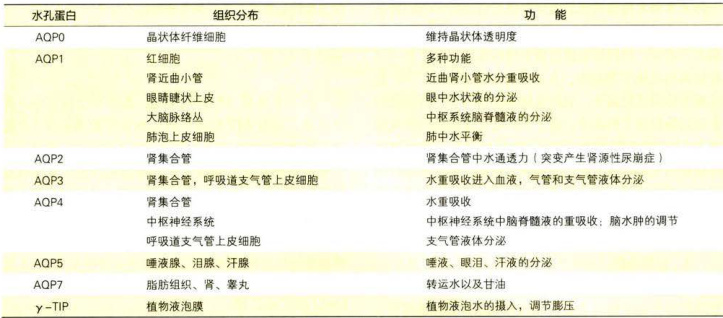 水孔蛋白 组织分布 功 能
AQP0 晶状体纤维细胞 维持晶状体透明度
AQP1 红细胞 多种功能
肾近曲小管 近曲肾小管水分重吸收
眼睛睫状上皮 眼中水状液的分泌
大脑脉络丛 中枢系统脑脊髓液的分泌
肺泡上皮细胞 肺中水平衡
AQP2 肾集合管 肾集合管中水通透力（突变产生肾源性尿崩症）
AQP3 肾集合管，呼吸道支气管上皮细胞 水重吸收进入血液，气管和支气管液体分泌
AQP4 肾集合管 水重吸收
中枢神经系统 中枢神经系统中脑脊髓液的重吸收；脑水肿的调节
呼吸道支气管上皮细胞 支气管液体分泌
AQP5 唾液腺、泪腺、汗腺 唾液、眼泪、汗液的分泌
AQP7 脂肪组织、肾、睾丸 转运水以及甘油
γ-TIP 植物液泡膜 植物液泡水的摄入，调节膨压